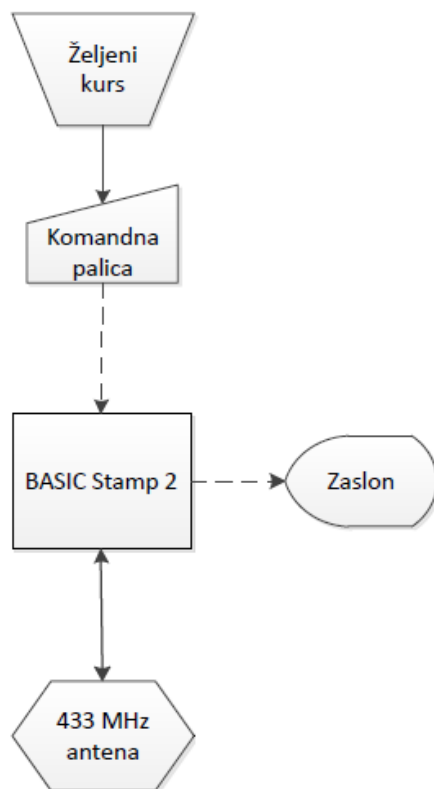 Željeni
kurs
Komandna
palica
BASIC Stamp 2
Zaslon
433 MHz
antena